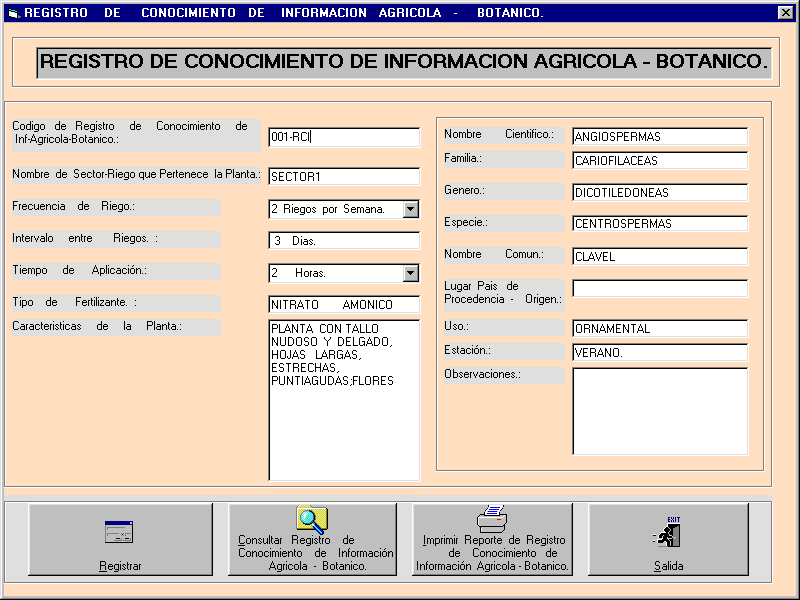 REGISTRO DE CONOCIMIENTO DE INFORMACION AGRICOLA - BOTANICO.
REGISTRO DE CONOCIMIENTO DE INFORMACION AGRICOLA - BOTANICO.
Codigo de Registro de Conocimiento de
Inf-Agricola-Botanico.:
001-RCI
Nombre de Sector-Riego que Pertenece la Planta.:
SECTOR1
Frecuencia de Riego.:
2 Riegos por Semana.
Intervalo entre Riegos. :
3 Dias.
Tiempo de Aplicación.:
2 Horas.
Tipo de Fertilizante. :
NITRATO AMONICO
Caracteristicas de la Planta.:
PLANTA CON TALLO
NUDOSO Y DELGADO,
HOJAS LARGAS,
ESTRECHAS,
PUNTIAGUDAS;FLORES
Nombre Cientifico.:
ANGIOSPERMAS
Familia.:
CARIOFILACEAS
Genero.:
DICOTILEDONEAS
Especie.:
CENTROSPERMAS
Nombre Comun.:
CLAVEL
Lugar Pais de
Procedencia - Origen.:
Uso.:
ORNAMENTAL
Estación.:
VERANO.
Observaciones.:
Registrar
Consultar Registro de
Conocimiento de Información
Agricola - Botanico.
Imprimir Reporte de Registro
de Conocimiento de
Información Agricola - Botanico.
EXIT
Salida